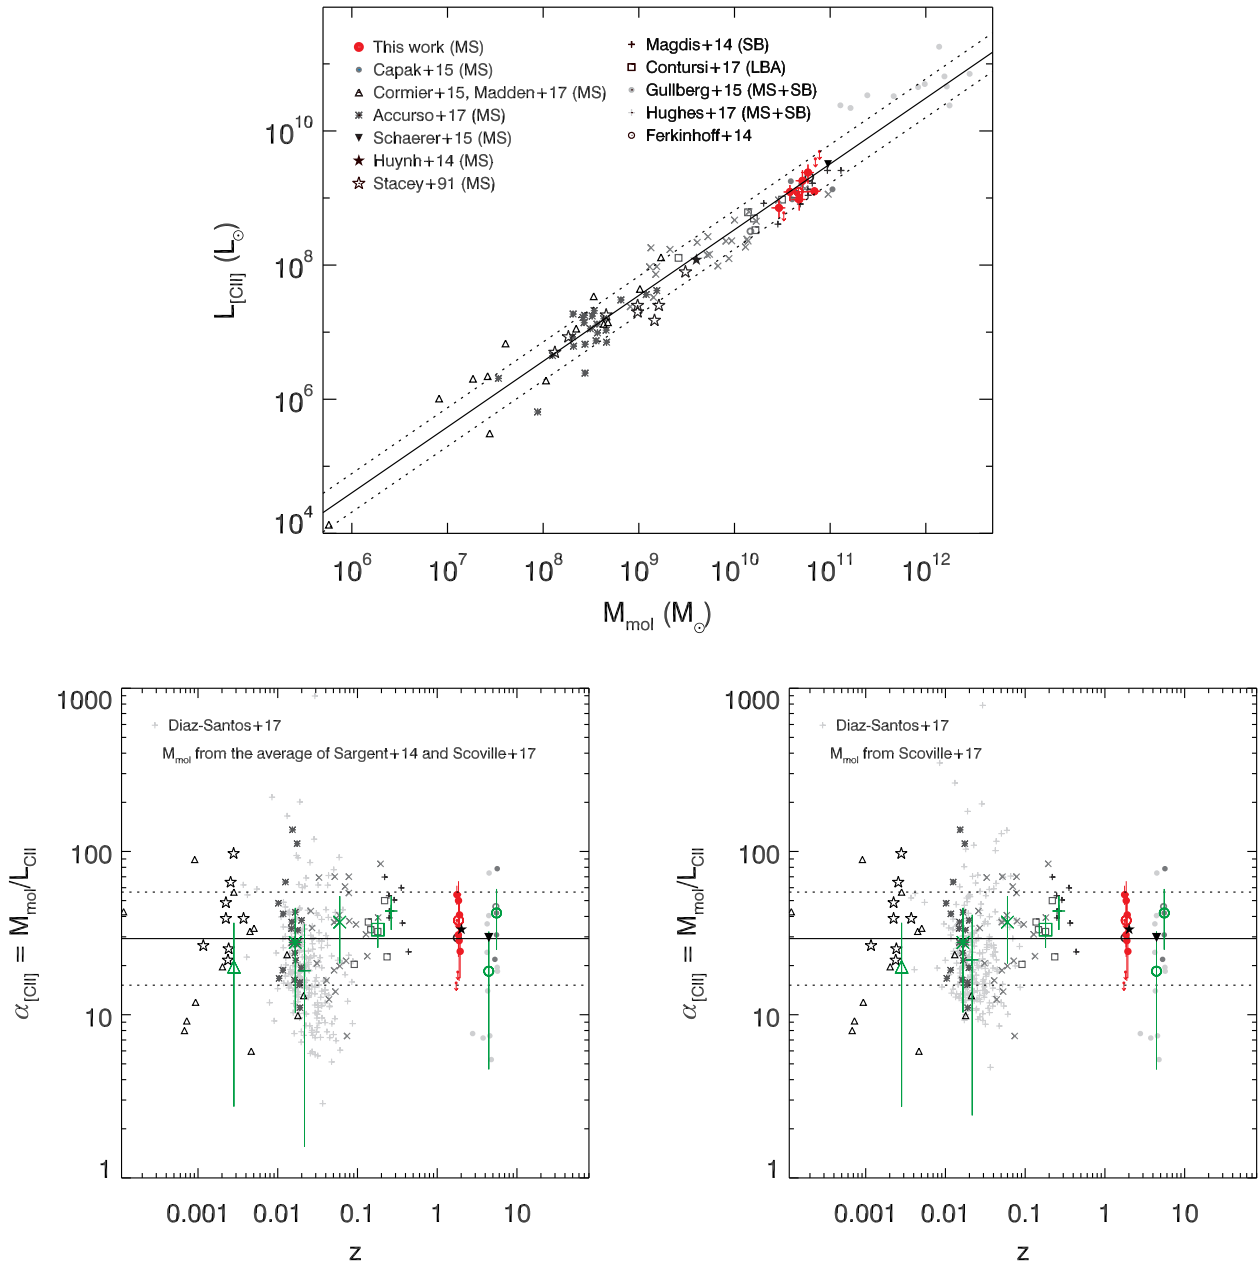 This work (MS)
Capak+15 (MS)
Cormier+15, Madden+17 (MS)
Accurso+17 (MS)
Schaerer+15 (MS)
Huynh+14 (MS)
Stacey+91 (MS)
Magdis+14 (SB)
Contursi+17 (LBA)
Gullberg+15 (MS+SB)
Hughes+17 (MS+SB)
Ferkinhoff+14
L[CII] (L⊙)
10^10
10^8
10^6
10^4
10^6 10^7 10^8 10^9 10^10 10^11 10^12
Mmol (M⊙)
Diaz-Santos+17
Mmol from the average of Sargent+14 and Scoville+17
α[CII] = Mmol/LCII
1000
100
10
1
0.001 0.01 0.1 1 10
z
Diaz-Santos+17
Mmol from Scoville+17
α[CII] = Mmol/LCII
1000
100
10
1
0.001 0.01 0.1 1 10
z